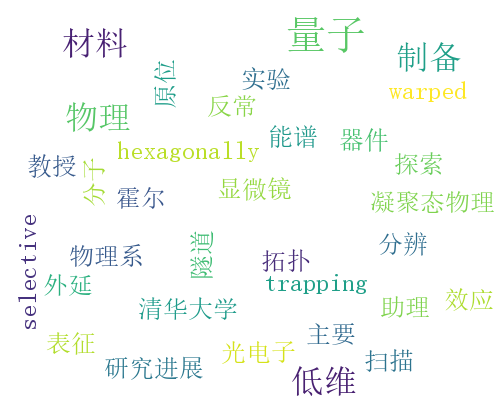 量子
材料
制备
原位
实验
warped
反常
物理
能谱
器件
hexagonally
探索
教授
分子
霍尔
显微镜
凝聚态物理
selective
物理系
隧道
拓扑
分辨
外延
trapping
清华大学
助理
效应
表征
主要
光电子
扫描
研究进展
低维